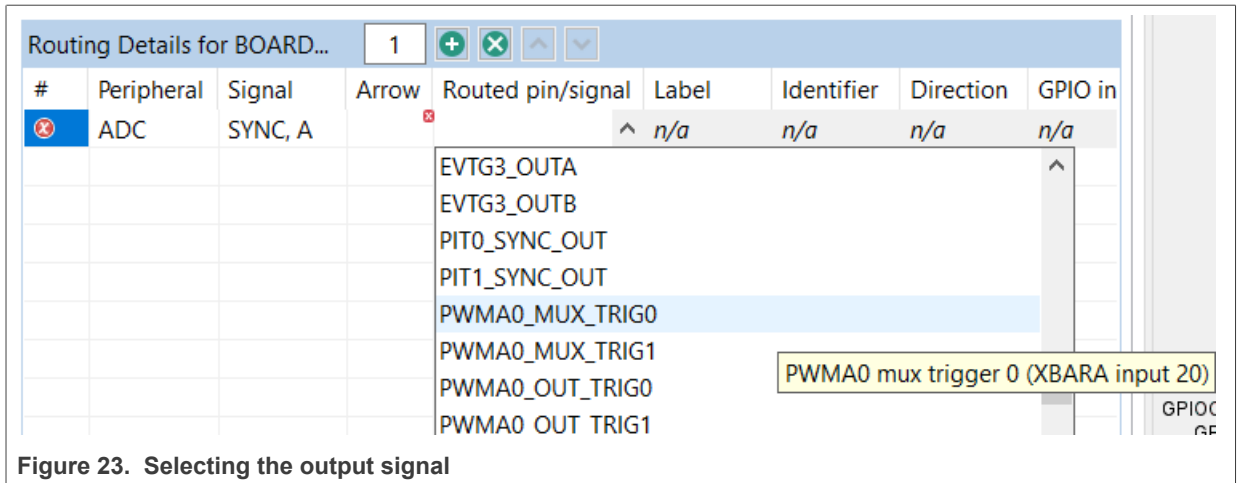 Routing Details for BOARD... 1
# Peripheral Signal Arrow Routed pin/signal Label Identifier Direction GPIO in
ADC SYNC, A n/a n/a n/a n/a
EVTG3_OUTA
EVTG3_OUTB
PIT0_SYNC_OUT
PIT1_SYNC_OUT
PWMA0_MUX_TRIG0
PWMA0_MUX_TRIG1
PWMA0 mux trigger 0 (XBARA input 20)
PWMA0_OUT_TRIG0
PWMA0_OUT_TRIG1
Figure 23. Selecting the output signal